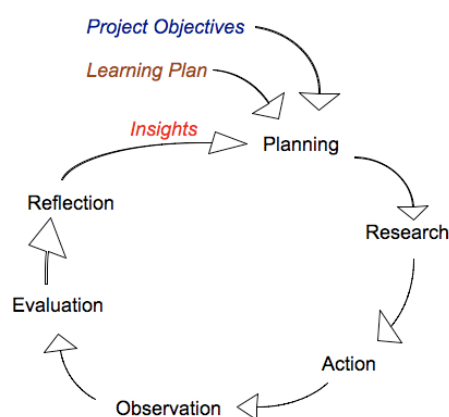 Project Objectives
Learning Plan
Insights
Planning
Reflection
Research
Evaluation
Action
Observation